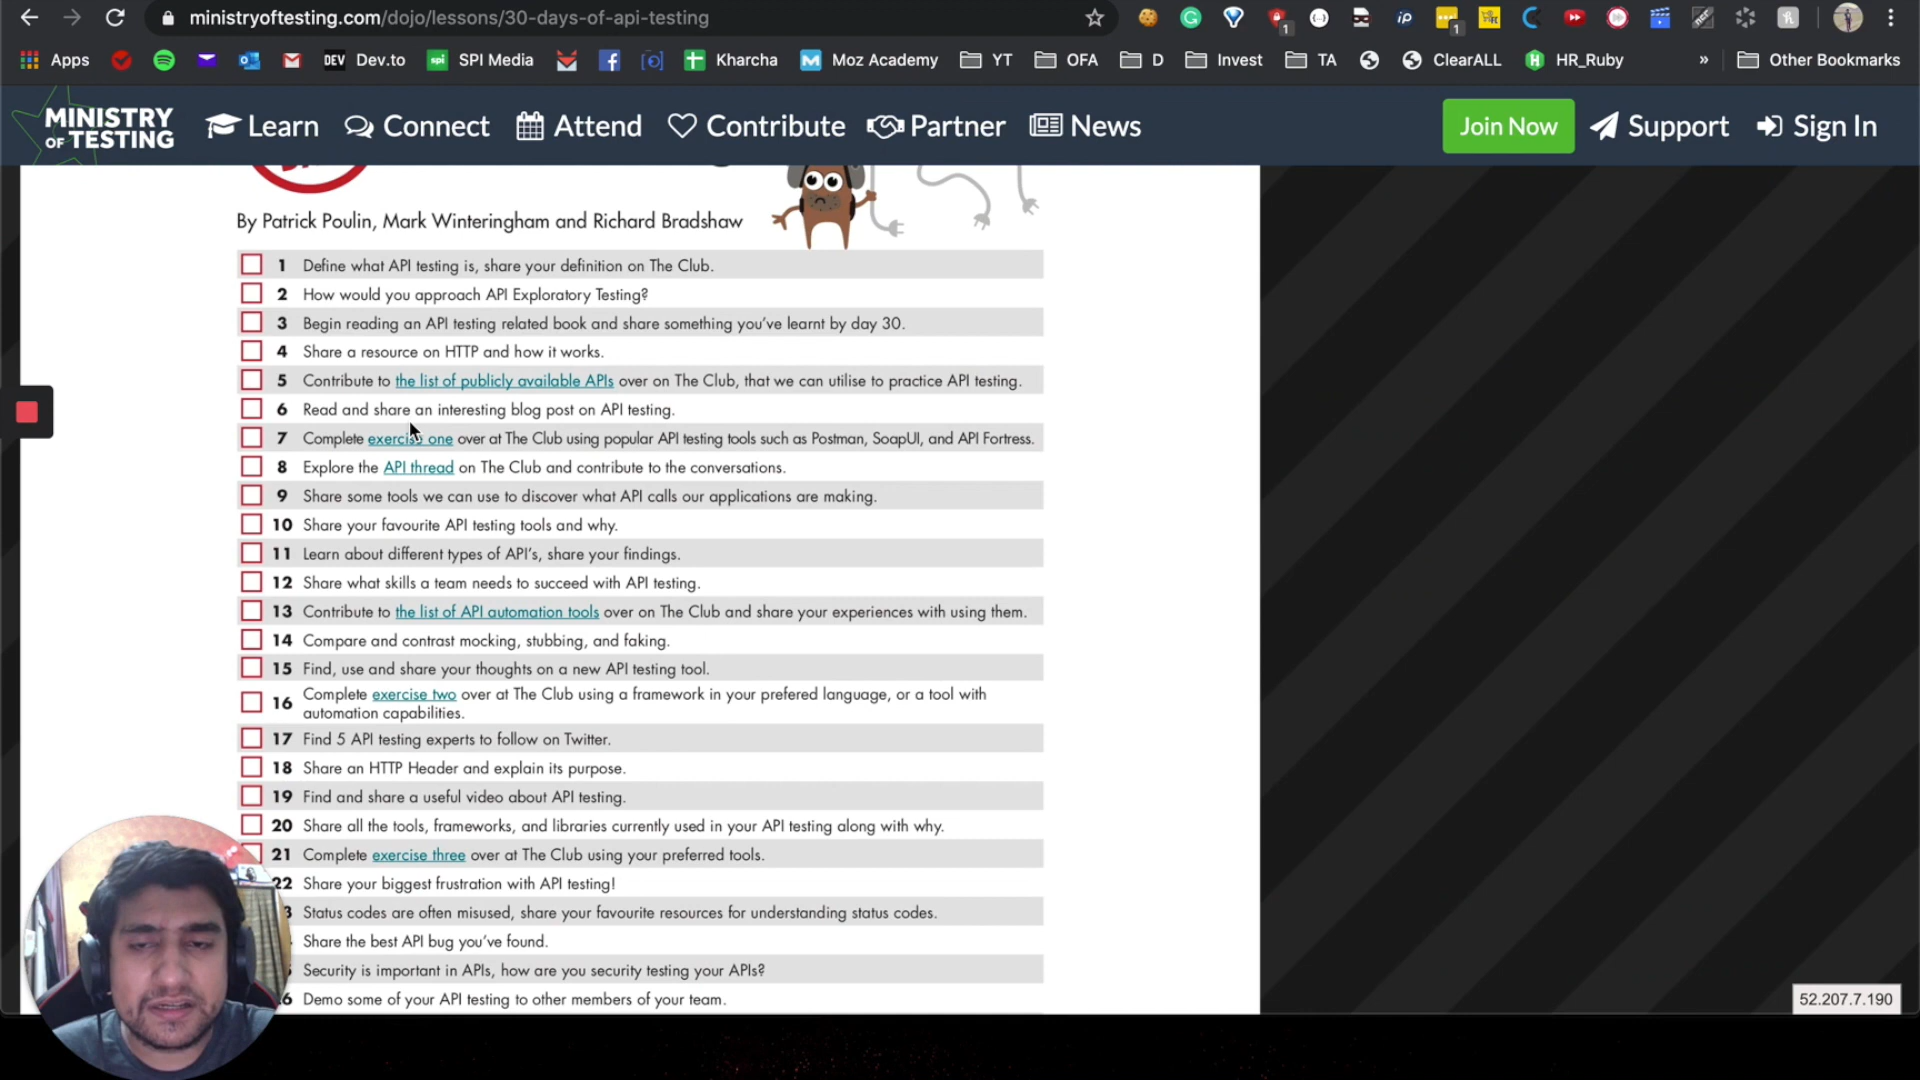 ministryoftesting.com/dojo/lessons/30-days-of-api-testing
Apps
DEV Dev.to
spi SPI Media
Kharcha
Moz Academy
YT
OFA
D
Invest
TA
ClearALL
HR_Ruby
»
Other Bookmarks
MINISTRY
OF TESTING
Learn
Connect
Attend
Contribute
Partner
News
Join Now
Support
Sign In
By Patrick Poulin, Mark Winteringham and Richard Bradshaw
1 Define what API testing is, share your definition on The Club.
2 How would you approach API Exploratory Testing?
3 Begin reading an API testing related book and share something you've learnt by day 30.
4 Share a resource on HTTP and how it works.
5 Contribute to the list of publicly available APIs over on The Club, that we can utilise to practice API testing.
6 Read and share an interesting blog post on API testing.
7 Complete exercise one over at The Club using popular API testing tools such as Postman, SoapUI, and API Fortress.
8 Explore the API thread on The Club and contribute to the conversations.
9 Share some tools we can use to discover what API calls our applications are making.
10 Share your favourite API testing tools and why.
11 Learn about different types of API's, share your findings.
12 Share what skills a team needs to succeed with API testing.
13 Contribute to the list of API automation tools over on The Club and share your experiences with using them.
14 Compare and contrast mocking, stubbing, and faking.
15 Find, use and share your thoughts on a new API testing tool.
16 Complete exercise two over at The Club using a framework in your prefered language, or a tool with
automation capabilities.
17 Find 5 API testing experts to follow on Twitter.
18 Share an HTTP Header and explain its purpose.
19 Find and share a useful video about API testing.
20 Share all the tools, frameworks, and libraries currently used in your API testing along with why.
21 Complete exercise three over at The Club using your preferred tools.
22 Share your biggest frustration with API testing!
3 Status codes are often misused, share your favourite resources for understanding status codes.
Share the best API bug you've found.
Security is important in APIs, how are you security testing your APIs?
6 Demo some of your API testing to other members of your team.
52.207.7.190